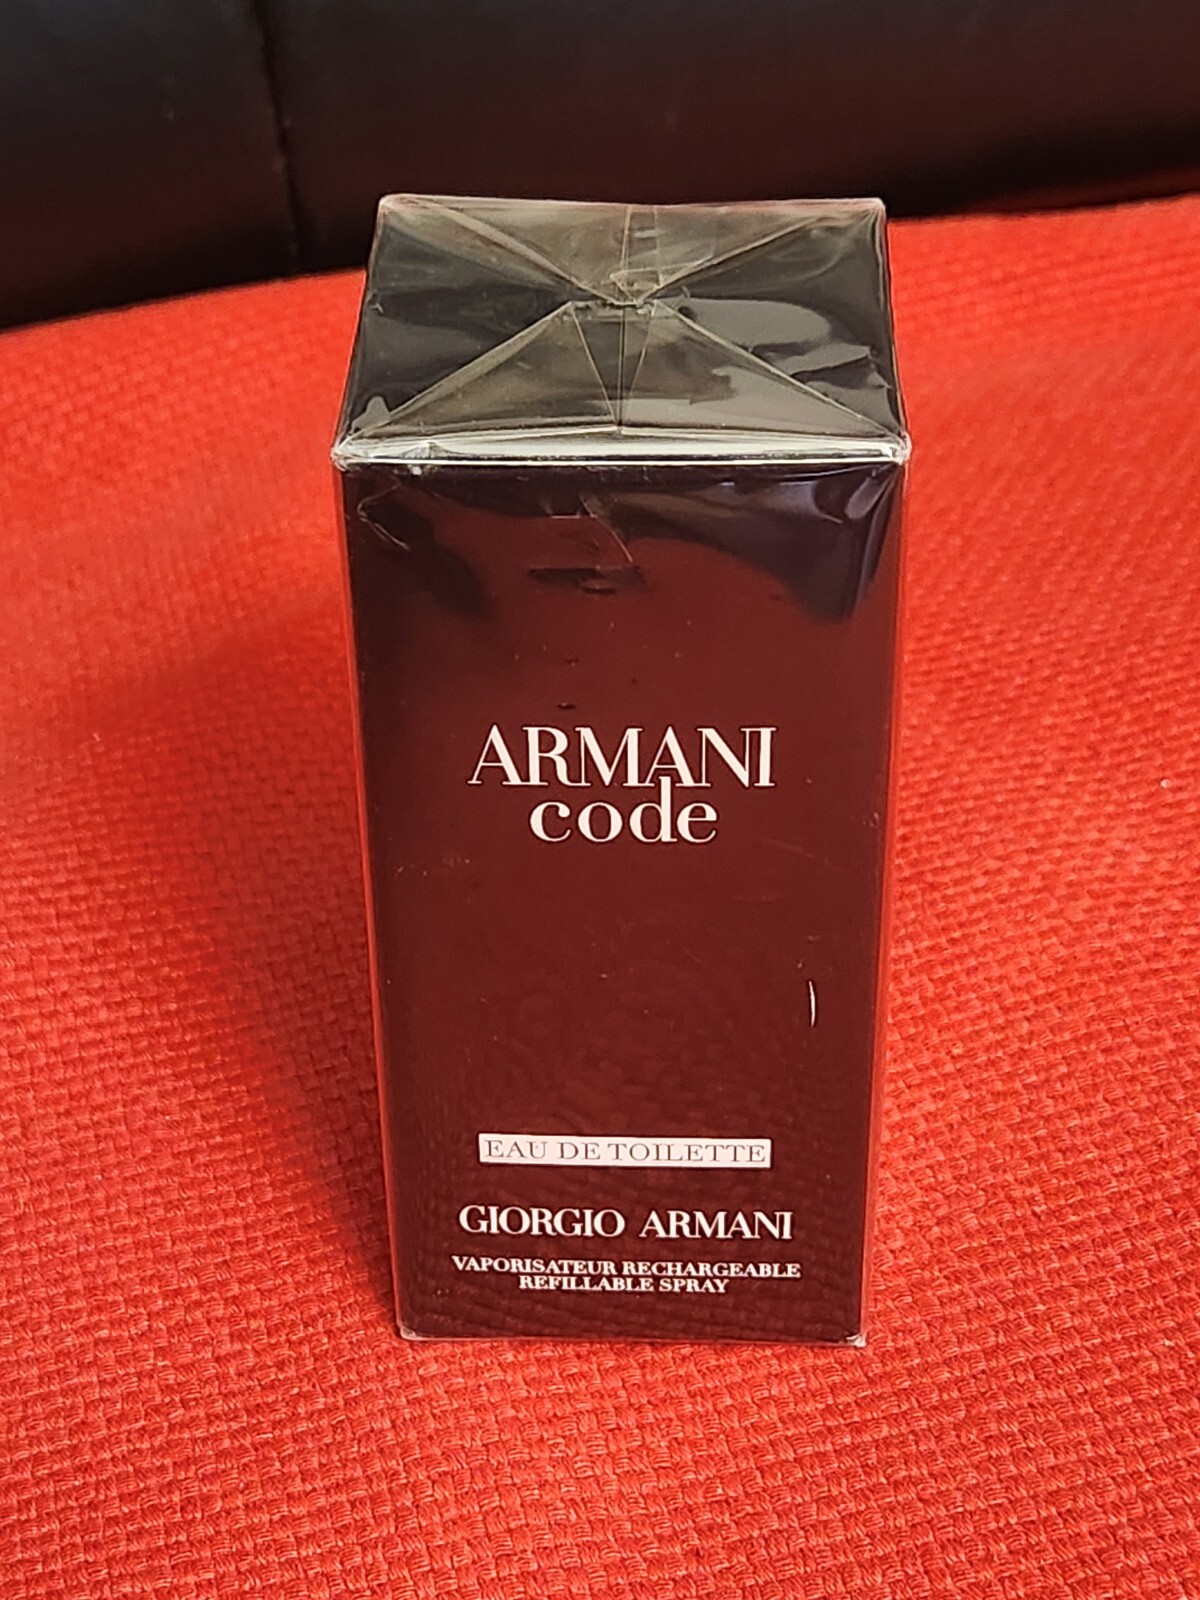 ARMANI
code
EAU DE TOILETTE
GIORGIO ARMANI
VAPORISATEUR RECHARGEABLE
REFILLABLE SPRAY